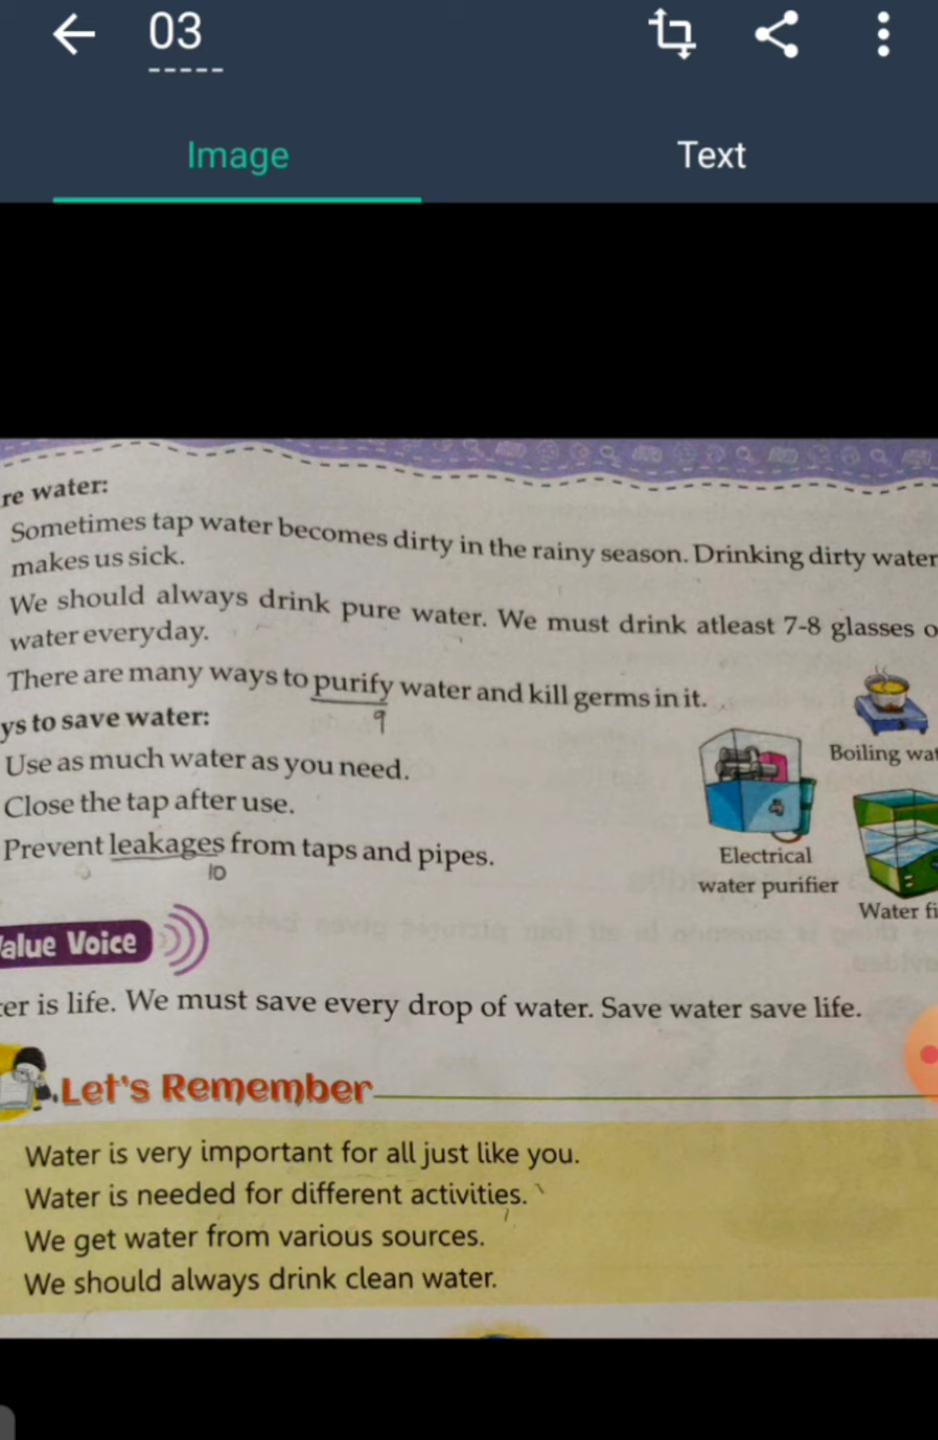 03
Image
Text
re water:
Sometimes tap water becomes dirty in the rainy season. Drinking dirty water
makes us sick.
We should always drink pure water. We must drink atleast 7-8 glasses o
water everyday.
There are many ways to purify water and kill germs in it.
9
ys to save water:
Use as much water as you need.
Close the tap after use.
Prevent leakages from taps and pipes.
10
Boiling wat
Electrical
water purifier
Water fi
alue Voice
er is life. We must save every drop of water. Save water save life.
Let's Remember
Water is very important for all just like you.
Water is needed for different activities.
We get water from various sources.
We should always drink clean water.